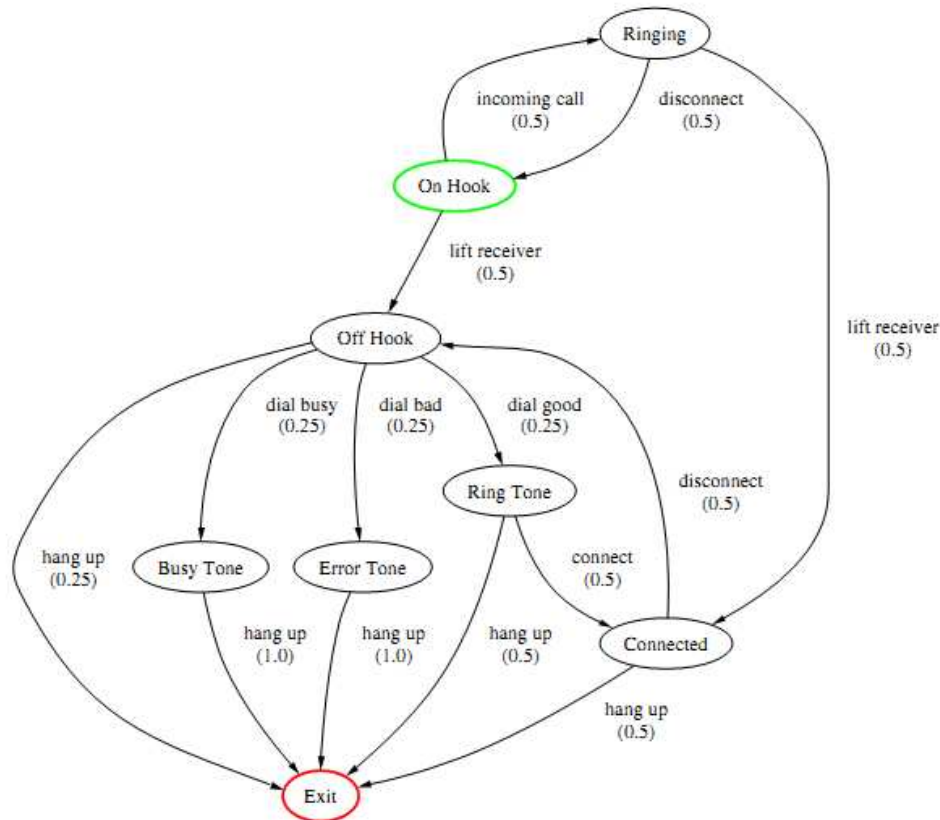 Ringing
incoming call
(0.5)
disconnect
(0.5)
On Hook
lift receiver
(0.5)
Off Hook
lift receiver
(0.5)
dial busy
(0.25)
dial bad
(0.25)
dial good
(0.25)
Ring Tone
disconnect
(0.5)
hang up
(0.25)
Busy Tone
Error Tone
connect
(0.5)
hang up
(1.0)
hang up
(1.0)
hang up
(0.5)
Connected
hang up
(0.5)
Exit